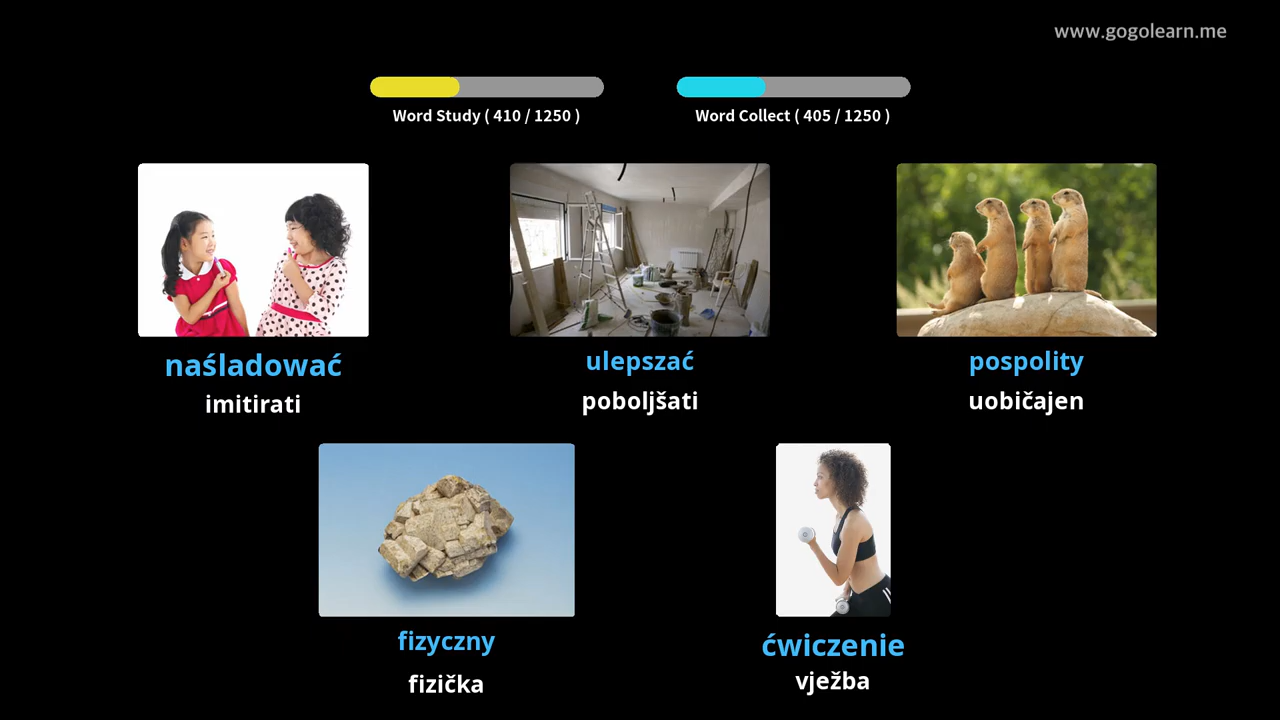 www.gogolearn.me
Word Study ( 410 / 1250 )
Word Collect ( 405 / 1250 )
naśladować
imitirati
ulepszać
poboljšati
pospolity
uobičajen
fizyczny
fizička
ćwiczenie
vježba